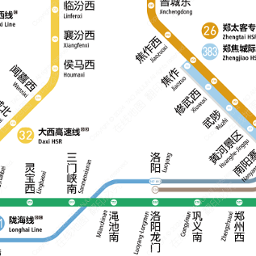 临汾西
Linfenxi
襄汾西
Xiangfenxi
侯马西
Houmaxi
闻喜西
Wenxixi
西线
晋城东
Jinchengdong
焦作西
Jiaozuoxi
焦作
Jiaozuo
修武西
Xiuwuxi
武陟
Wuzhi
黄河景区
Huanghe Jingqu
南阳寨
26
郑太客专
Zhengtai HSR
郑焦城际
Zhengjiao HSR
32
大西高速线
Daxi HSR
灵宝西
Lingbaoxi
三门峡南
Sanmenxianan
洛阳
Luoyang
陇海线
Longhai Line
渑池南
Mianchinan
洛阳龙门
Luoyang Longmen
巩义南
Gongyinan
郑州西
Zhengzhouxi